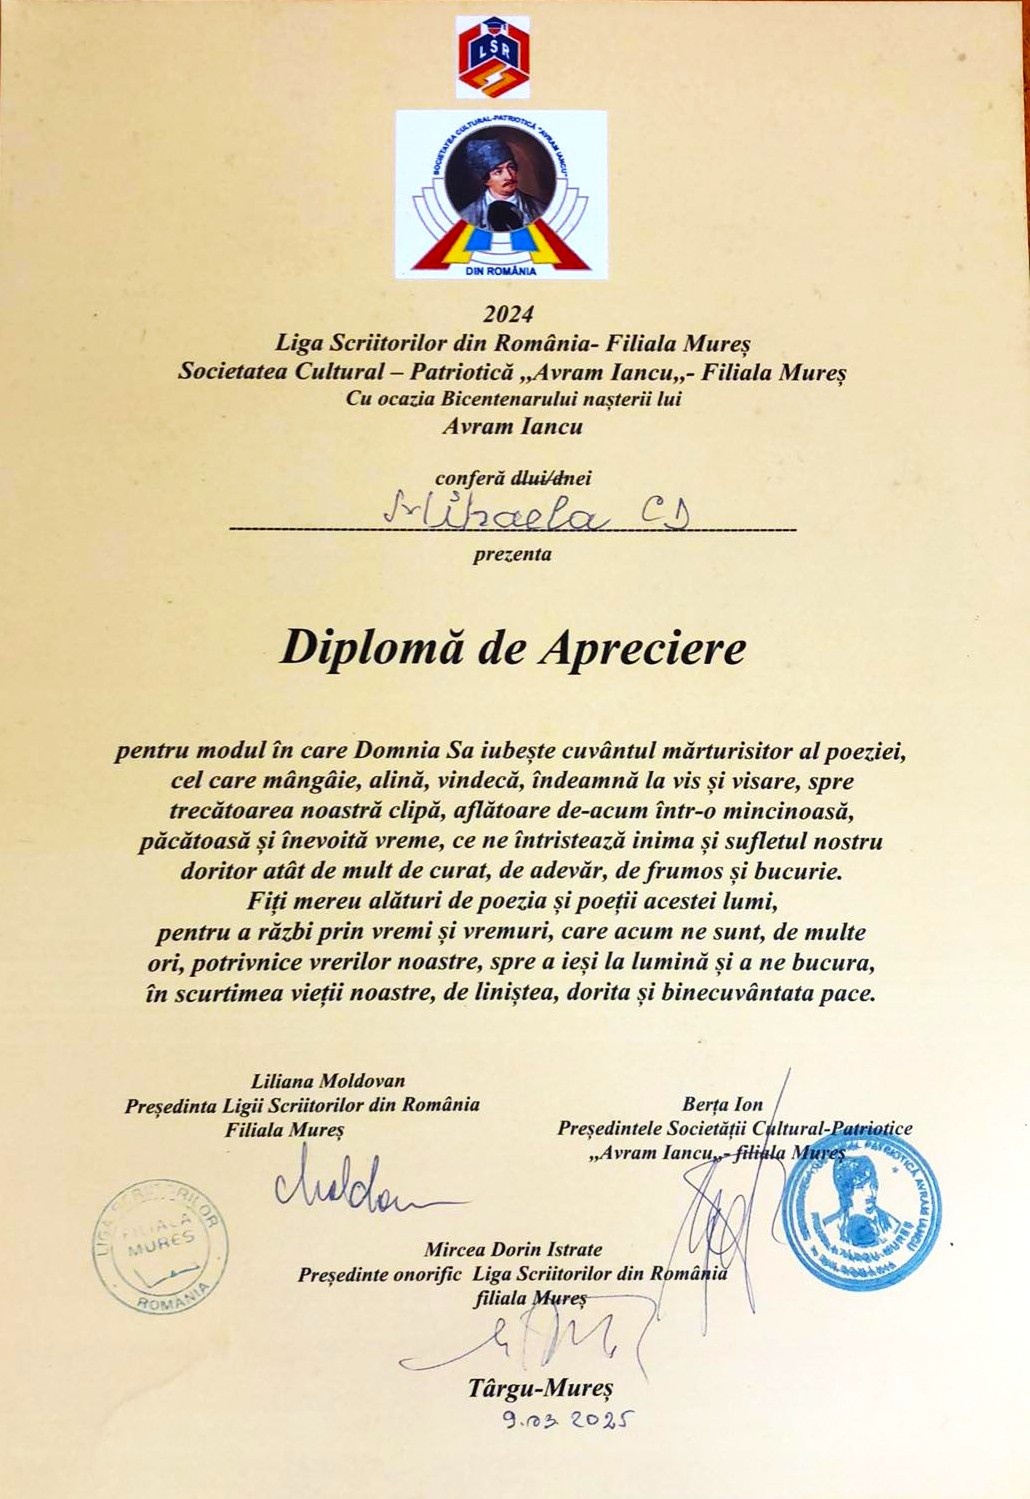 LSR
SOCIETATEA CULTURAL-PATRIOTICĂ "AVRAM IANCU"
DIN ROMÂNIA
2024
Liga Scriitorilor din România- Filiala Mureș
Societatea Cultural – Patriotică „Avram Iancu„- Filiala Mureș
Cu ocazia Bicentenarului nașterii lui
Avram Iancu
conferă dlui/dnei
Mihaela CD
prezenta
Diplomă de Apreciere
pentru modul în care Domnia Sa iubește cuvântul mărturisitor al poeziei,
cel care mângâie, alină, vindecă, îndeamnă la vis și visare, spre
trecătoarea noastră clipă, aflătoare de-acum într-o mincinoasă,
păcătoasă și înevoită vreme, ce ne întristează inima și sufletul nostru
doritor atât de mult de curat, de adevăr, de frumos și bucurie.
Fiți mereu alături de poezia și poeții acestei lumi,
pentru a răzbi prin vremi și vremuri, care acum ne sunt, de multe
ori, potrivnice vrerilor noastre, spre a ieși la lumină și a ne bucura,
în scurtimea vieții noastre, de liniștea, dorita și binecuvântata pace.
Liliana Moldovan
Președinta Ligii Scriitorilor din România
Filiala Mureș
Moldovan
Berța Ion
Președintele Societății Cultural-Patriotice
„Avram Iancu„- filiala Mureș
LIGA SCRIITORILOR
FILIALA
MUREȘ
ROMÂNIA
PATRIOTICĂ AVRAM IANCU
Mircea Dorin Istrate
Președinte onorific Liga Scriitorilor din România
filiala Mureș
Târgu-Mureș
9.03 2025